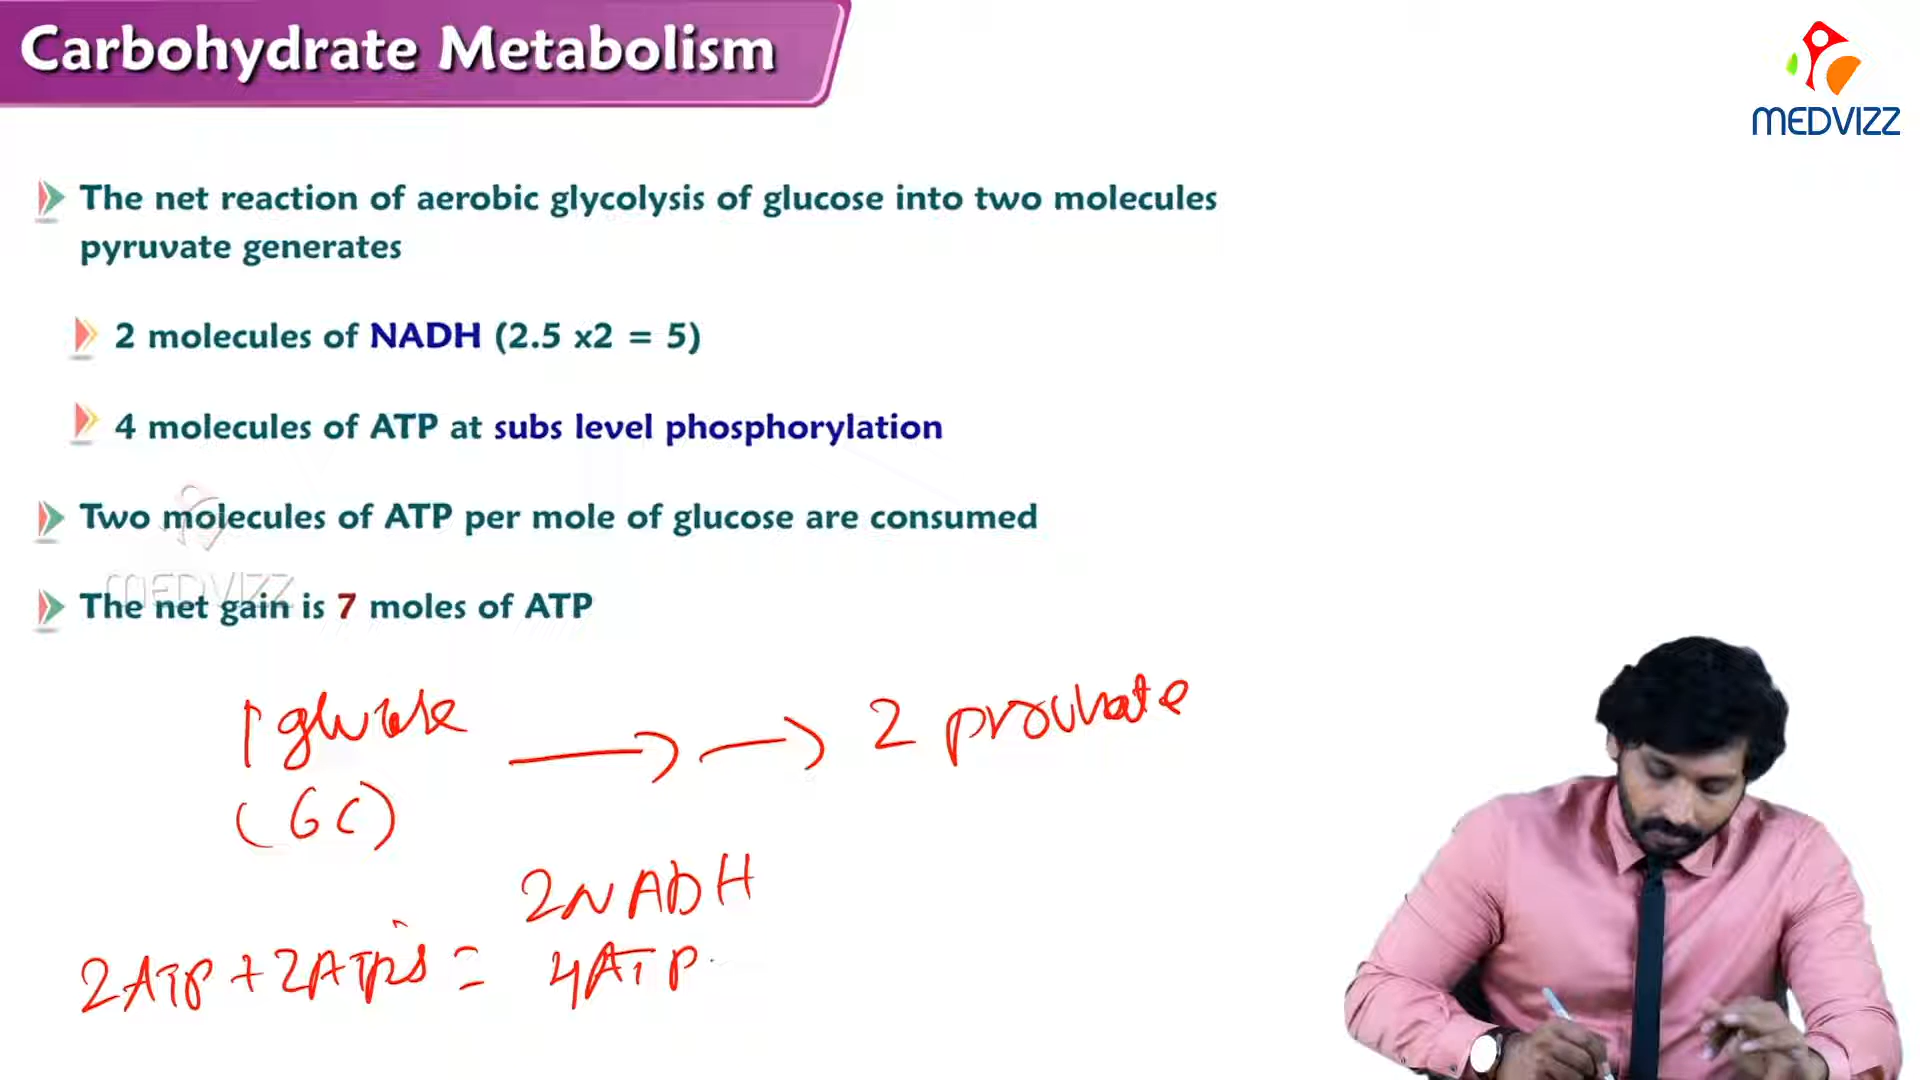 Carbohydrate Metabolism
MEDVIZZ
The net reaction of aerobic glycolysis of glucose into two molecules
pyruvate generates
2 molecules of NADH (2.5 x2 = 5)
4 molecules of ATP at subs level phosphorylation
Two molecules of ATP per mole of glucose are consumed
MEDVIZZ
The net gain is 7 moles of ATP
1 glucose → → 2
(6C)
2NADH
2ATP + 2ATPs = 4ATP